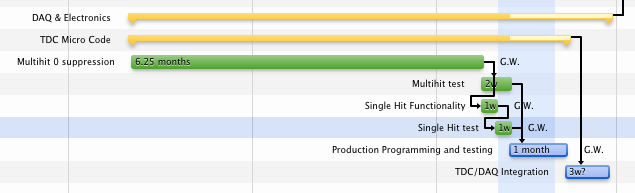 DAQ & Electronics
TDC Micro Code
Multihit 0 suppression 6.25 months G.W.
Multihit test 2w
Single Hit Functionality 1w G.W.
Single Hit test 1w G.W.
Production Programming and testing 1 month G.W.
TDC/DAQ Integration 3w?